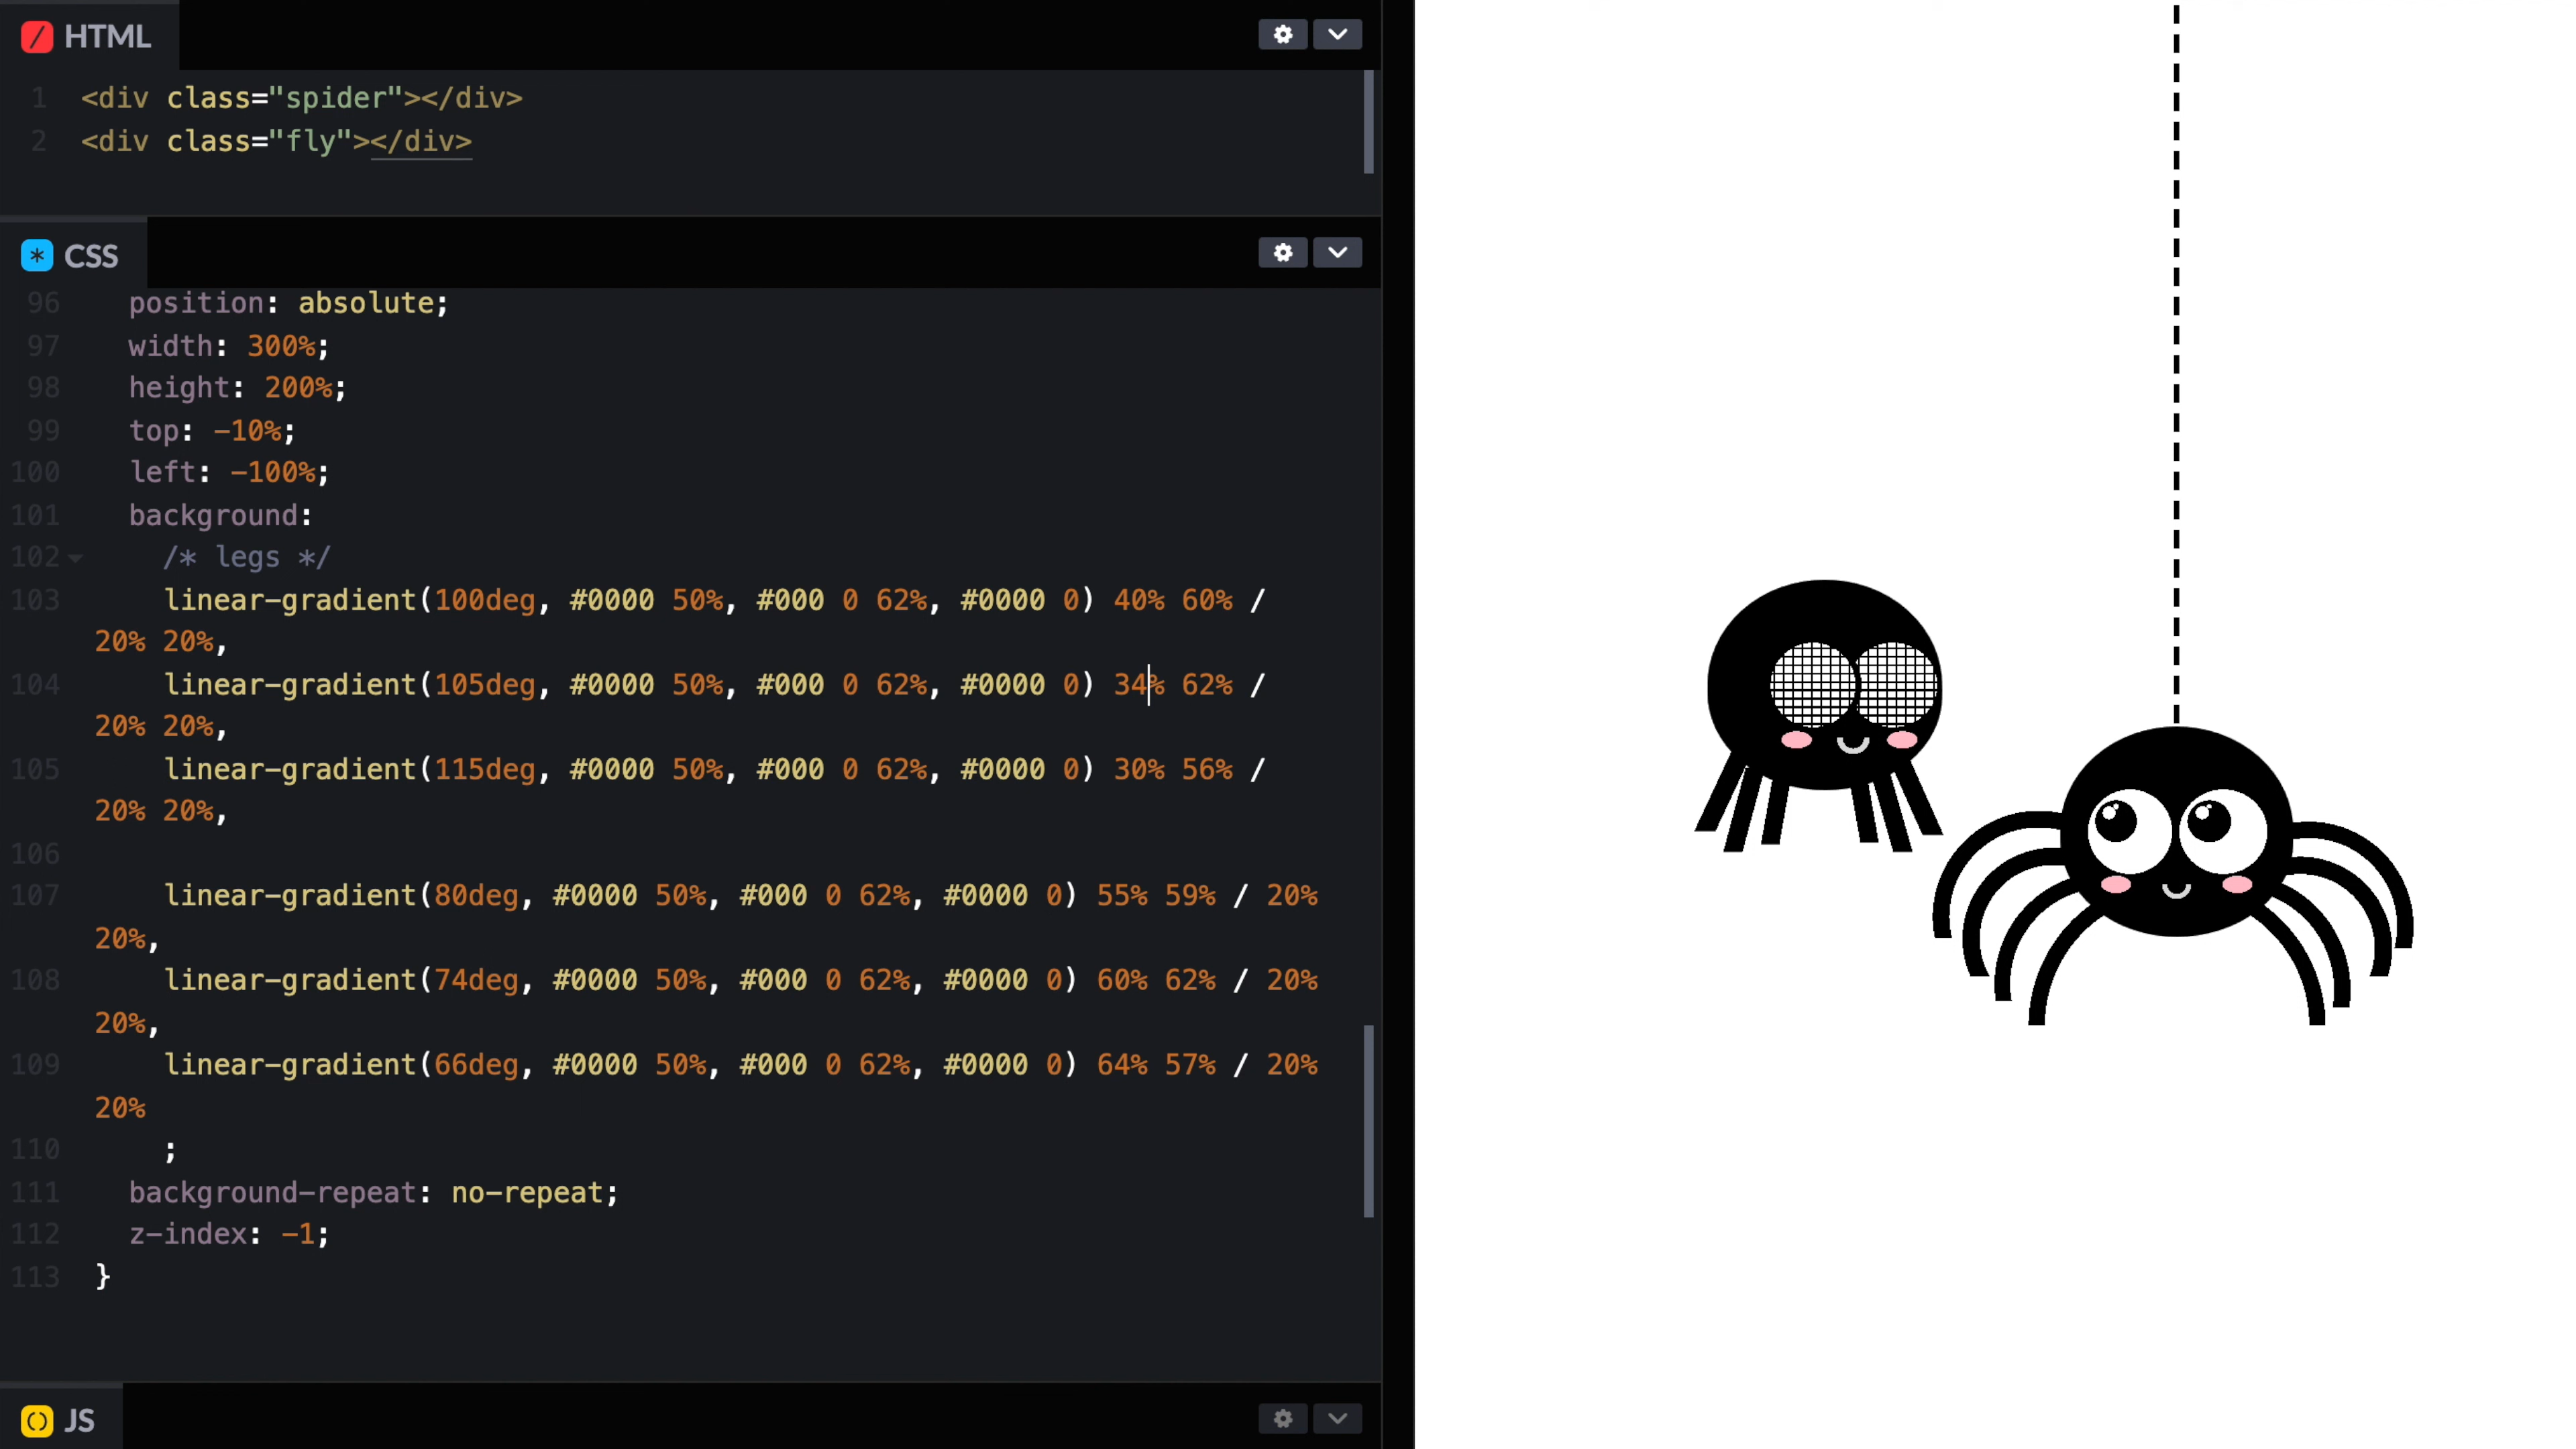 HTML
1 <div class="spider"></div>
2 <div class="fly"></div>
CSS
96 position: absolute;
97 width: 300%;
98 height: 200%;
99 top: -10%;
100 left: -100%;
101 background:
102 /* legs */
103 linear-gradient(100deg, #0000 50%, #000 0 62%, #0000 0) 40% 60% /
20% 20%,
104 linear-gradient(105deg, #0000 50%, #000 0 62%, #0000 0) 34% 62% /
20% 20%,
105 linear-gradient(115deg, #0000 50%, #000 0 62%, #0000 0) 30% 56% /
20% 20%,
106
107 linear-gradient(80deg, #0000 50%, #000 0 62%, #0000 0) 55% 59% / 20%
20%,
108 linear-gradient(74deg, #0000 50%, #000 0 62%, #0000 0) 60% 62% / 20%
20%,
109 linear-gradient(66deg, #0000 50%, #000 0 62%, #0000 0) 64% 57% / 20%
20%
110 ;
111 background-repeat: no-repeat;
112 z-index: -1;
113 }
JS